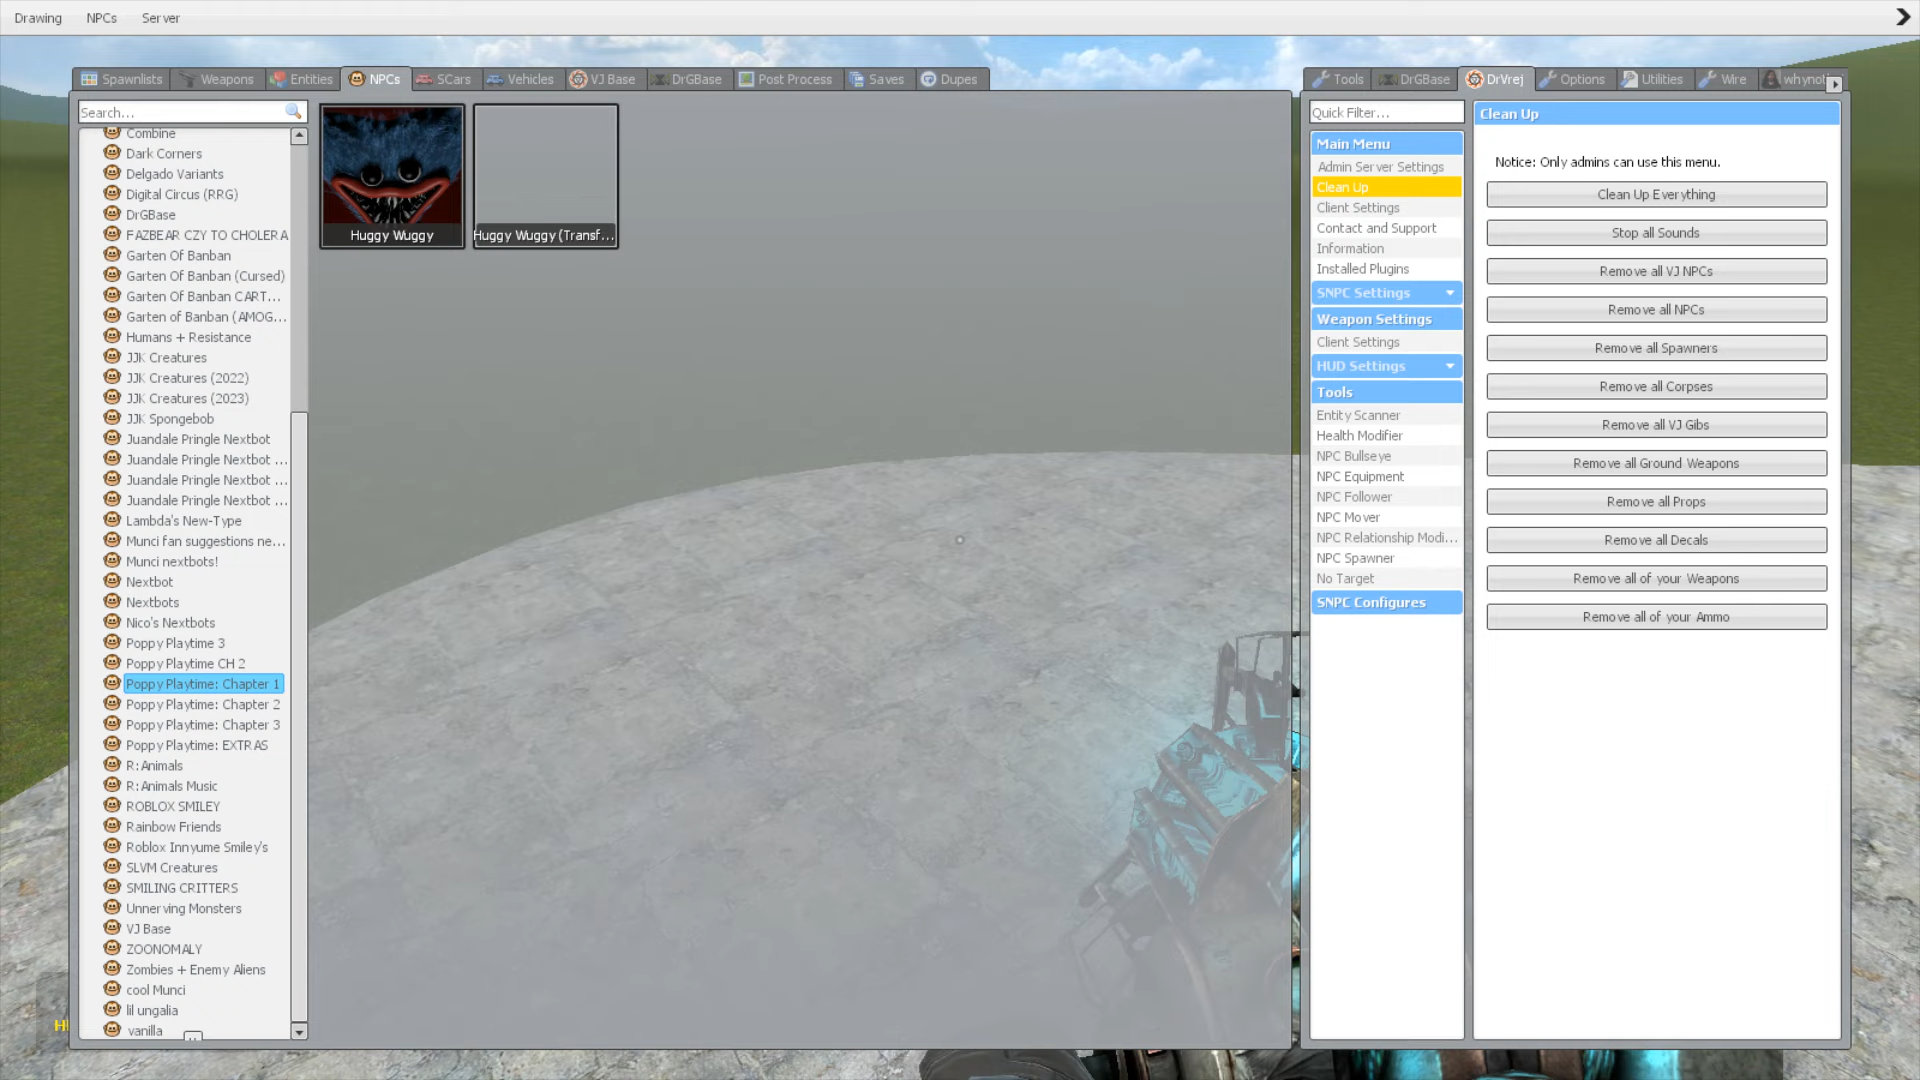 Drawing NPCs Server
Spawnlists Weapons Entities NPCs SCars Vehicles VJ Base DrGBase Post Process Saves Dupes
Search...
Combine
Dark Corners
Delgado Variants
Digital Circus (RRG)
DrGBase
FAZBEAR CZY TO CHOLERA
Garten Of Banban
Garten Of Banban (Cursed)
Garten Of Banban CART...
Garten of Banban (AMOG...
Humans + Resistance
JJK Creatures
JJK Creatures (2022)
JJK Creatures (2023)
JJK Spongebob
Juandale Pringle Nextbot
Juandale Pringle Nextbot ...
Juandale Pringle Nextbot ...
Juandale Pringle Nextbot ...
Lambda's New-Type
Munci fan suggestions ne...
Munci nextbots!
Nextbot
Nextbots
Nico's Nextbots
Poppy Playtime 3
Poppy Playtime CH 2
Poppy Playtime: Chapter 1
Poppy Playtime: Chapter 2
Poppy Playtime: Chapter 3
Poppy Playtime: EXTRAS
R:Animals
R:Animals Music
ROBLOX SMILEY
Rainbow Friends
Roblox Innyume Smiley's
SLVM Creatures
SMILING CRITTERS
Unnerving Monsters
VJ Base
ZOONOMALY
Zombies + Enemy Aliens
cool Munci
lil ungalia
vanilla
Huggy Wuggy
Huggy Wuggy (Transf...
Tools DrGBase DrVrej Options Utilities Wire whynot
Quick Filter...
Main Menu
Admin Server Settings
Clean Up
Client Settings
Contact and Support
Information
Installed Plugins
SNPC Settings
Weapon Settings
Client Settings
HUD Settings
Tools
Entity Scanner
Health Modifier
NPC Bullseye
NPC Equipment
NPC Follower
NPC Mover
NPC Relationship Modi...
NPC Spawner
No Target
SNPC Configures
Clean Up
Notice: Only admins can use this menu.
Clean Up Everything
Stop all Sounds
Remove all VJ NPCs
Remove all NPCs
Remove all Spawners
Remove all Corpses
Remove all VJ Gibs
Remove all Ground Weapons
Remove all Props
Remove all Decals
Remove all of your Weapons
Remove all of your Ammo